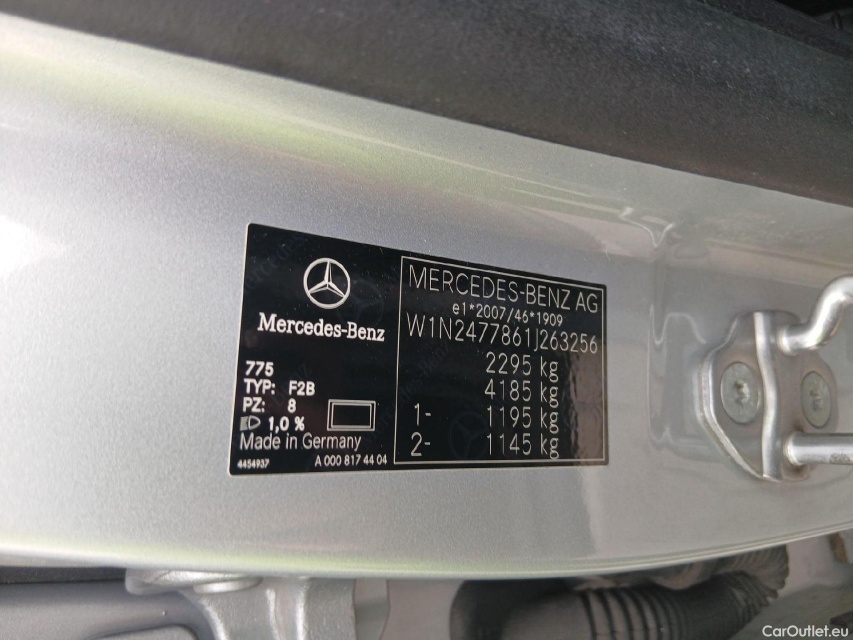 Mercedes-Benz
775
TYP: F2B
PZ: 8
1,0 %
Made in Germany
4454937 A 000 817 44 04
MERCEDES-BENZ AG
e1*2007/46*1909
W1N2477861J263256
2295 kg
4185 kg
1- 1195 kg
2- 1145 kg
CarOutlet.eu